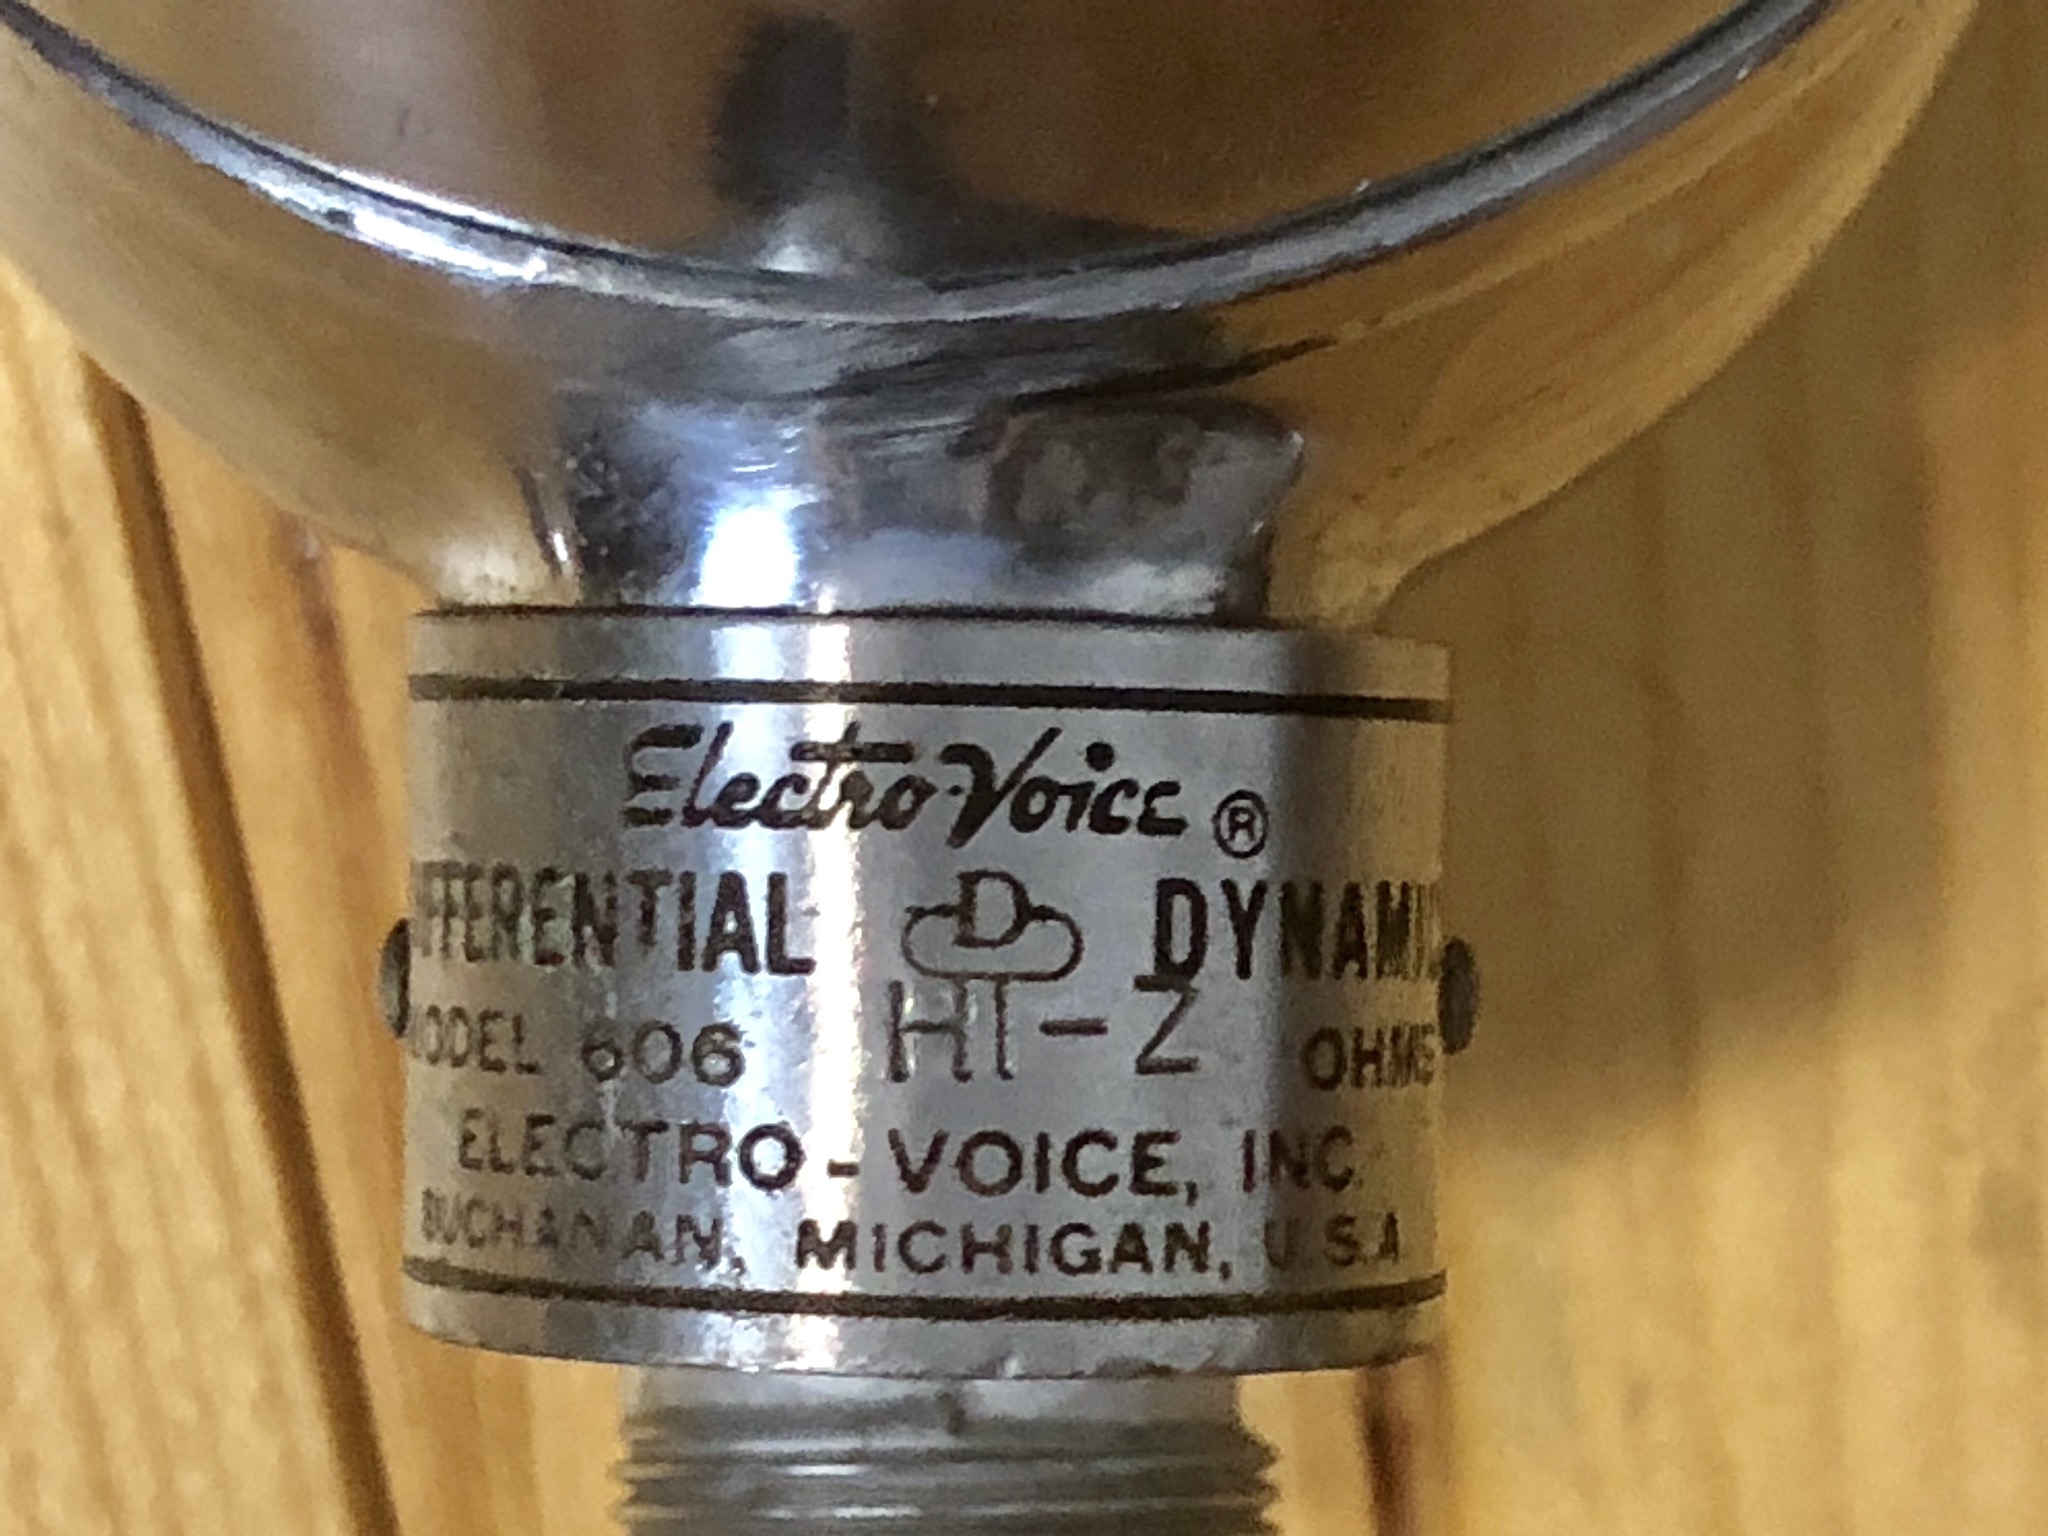 Electro-Voice ®
DIFFERENTIAL D DYNAMIC
MODEL 606 HI-Z OHMS
ELECTRO-VOICE, INC.
BUCHANAN, MICHIGAN, U.S.A.